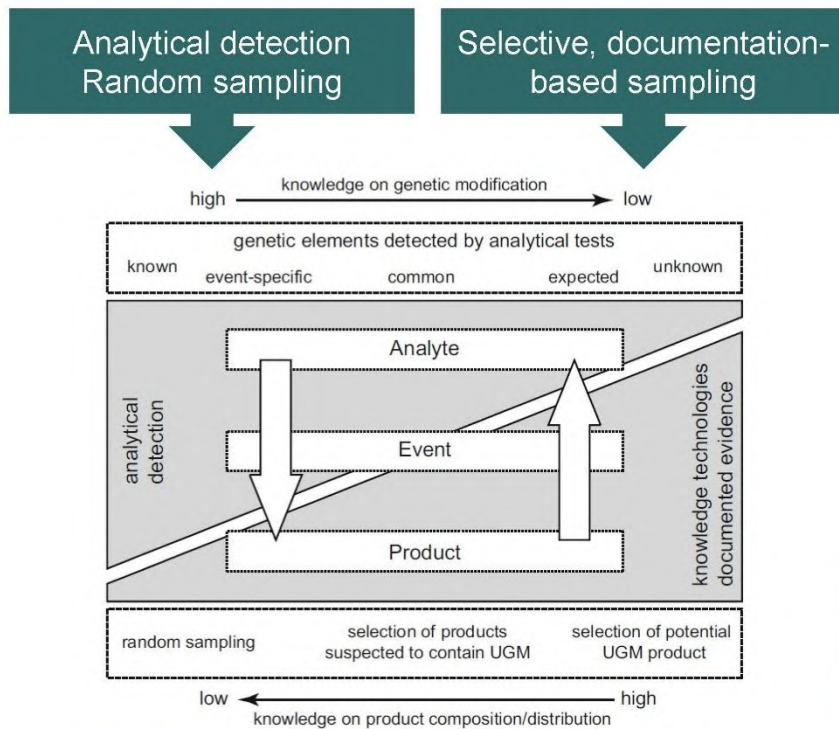 Analytical detection
Random sampling
Selective, documentation-
based sampling
knowledge on genetic modification
high
low
genetic elements detected by analytical tests
known
event-specific
common
expected
unknown
Analyte
analytical
detection
Event
knowledge technologies
documented evidence
Product
random sampling
selection of products
suspected to contain UGM
selection of potential
UGM product
low
high
knowledge on product composition/distribution